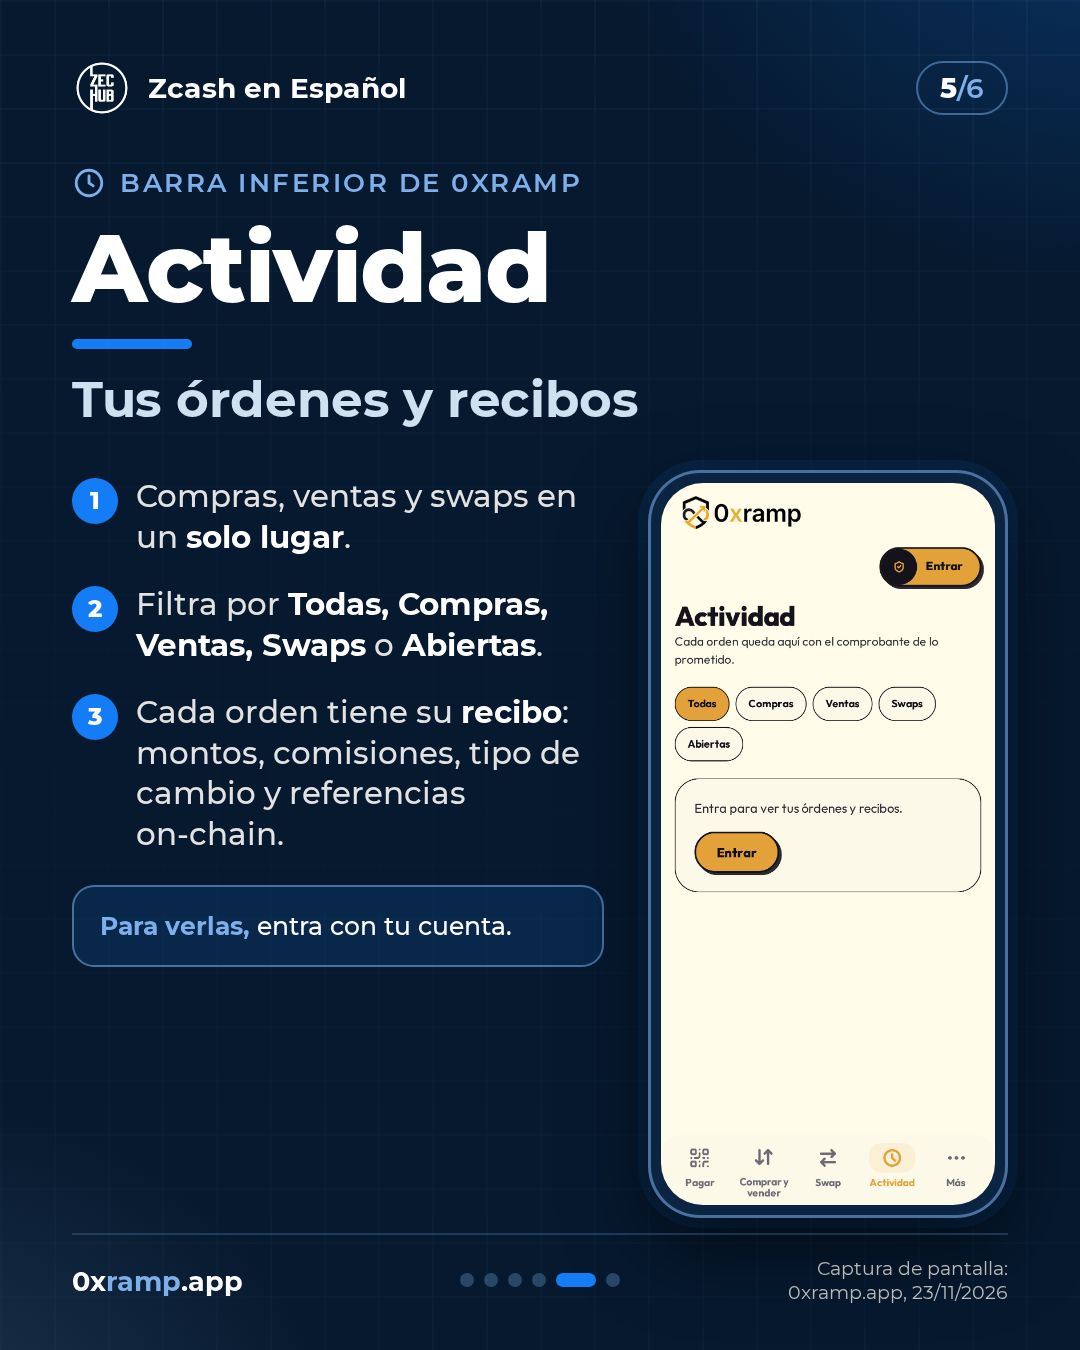 ZEC
HUB
Zcash en Español
5/6
BARRA INFERIOR DE 0XRAMP
Actividad
Tus órdenes y recibos
1
Compras, ventas y swaps en
un solo lugar.
2
Filtra por Todas, Compras,
Ventas, Swaps o Abiertas.
3
Cada orden tiene su recibo:
montos, comisiones, tipo de
cambio y referencias
on-chain.
Para verlas, entra con tu cuenta.
0xramp
Entrar
Actividad
Cada orden queda aquí con el comprobante de lo
prometido.
Todas Compras Ventas Swaps
Abiertas
Entra para ver tus órdenes y recibos.
Entrar
Pagar Comprar y vender Swap Actividad Más
0xramp.app
Captura de pantalla:
0xramp.app, 23/11/2026